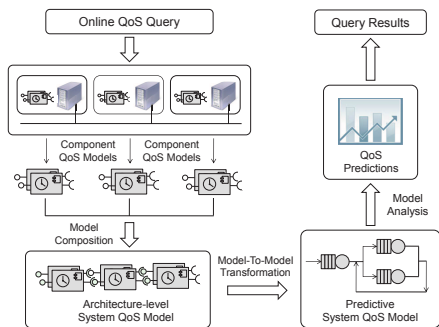 Online QoS Query
Query Results
Component
QoS Models
Component
QoS Models
QoS
Predictions
Model
Composition
Model
Analysis
Model-To-Model
Transformation
Architecture-level
System QoS Model
Predictive
System QoS Model